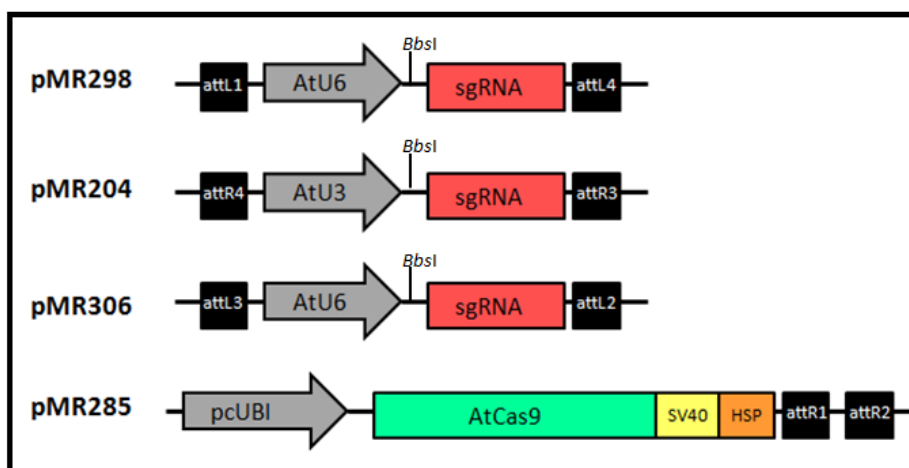 BbsI
pMR298 attL1 AtU6 sgRNA attL4
BbsI
pMR204 attR4 AtU3 sgRNA attR3
BbsI
pMR306 attL3 AtU6 sgRNA attL2
pMR285 pcUBI AtCas9 SV40 HSP attR1 attR2